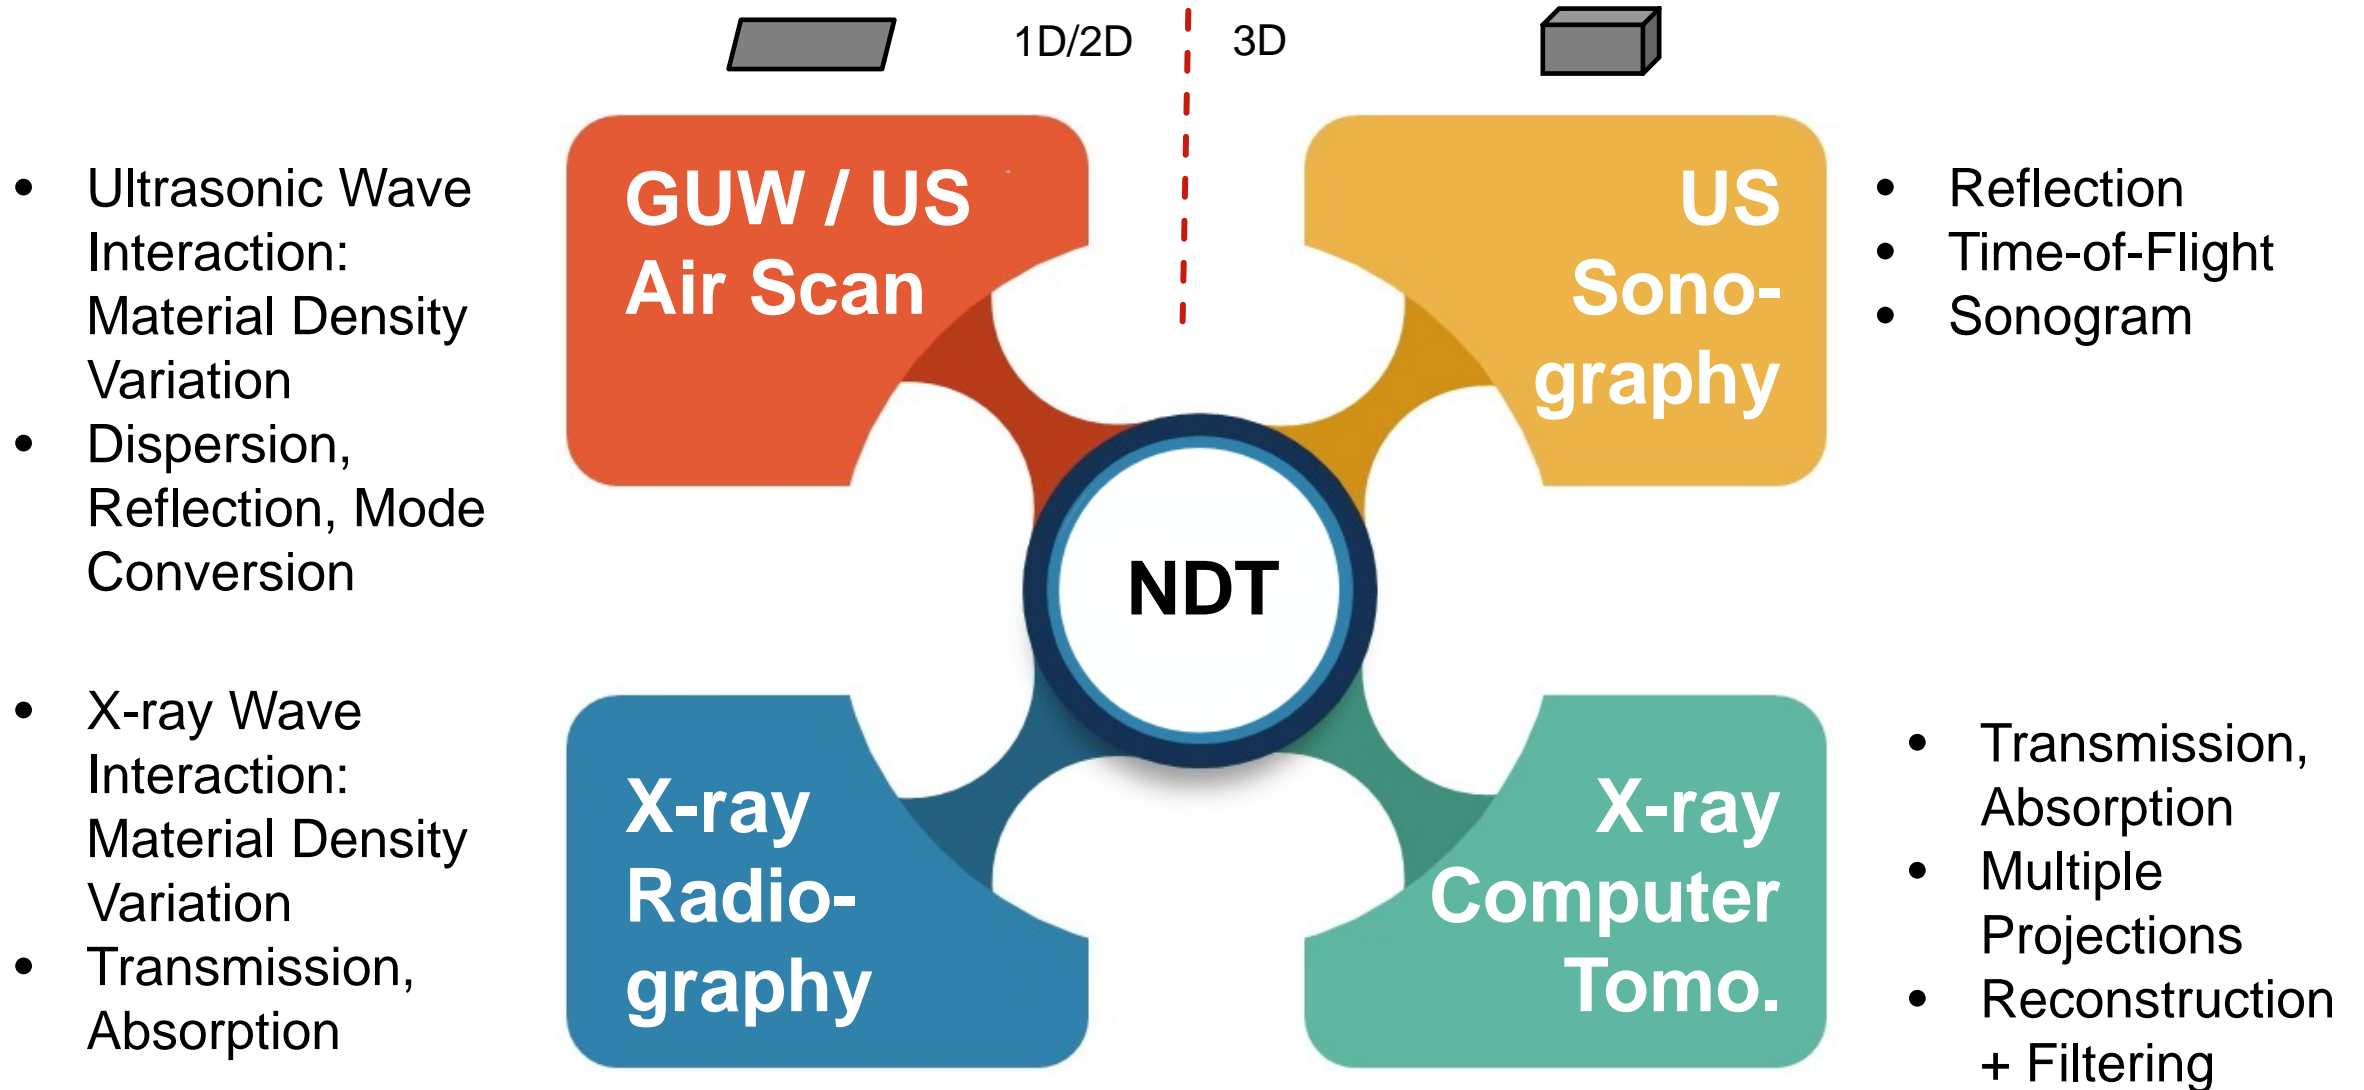 1D/2D
3D
• Ultrasonic Wave
Interaction:
Material Density
Variation
• Dispersion,
Reflection, Mode
Conversion
GUW / US
Air Scan
US
Sono-
graphy
• Reflection
• Time-of-Flight
• Sonogram
NDT
• X-ray Wave
Interaction:
Material Density
Variation
• Transmission,
Absorption
X-ray
Radio-
graphy
X-ray
Computer
Tomo.
• Transmission,
Absorption
• Multiple
Projections
• Reconstruction
+ Filtering